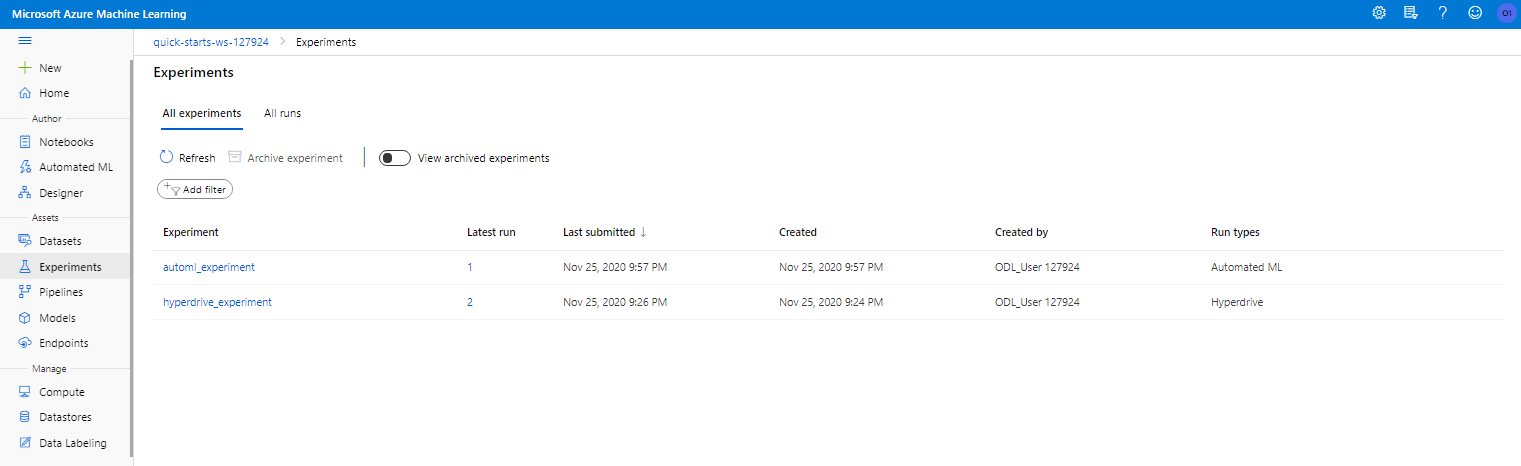 Microsoft Azure Machine Learning
O1
quick-starts-ws-127924 > Experiments
New
Home
Author
Notebooks
Automated ML
Designer
Assets
Datasets
Experiments
Pipelines
Models
Endpoints
Manage
Compute
Datastores
Data Labeling
Experiments
All experiments All runs
Refresh Archive experiment View archived experiments
Add filter
Experiment Latest run Last submitted ↓ Created Created by Run types
automl_experiment 1 Nov 25, 2020 9:57 PM Nov 25, 2020 9:57 PM ODL_User 127924 Automated ML
hyperdrive_experiment 2 Nov 25, 2020 9:26 PM Nov 25, 2020 9:24 PM ODL_User 127924 Hyperdrive